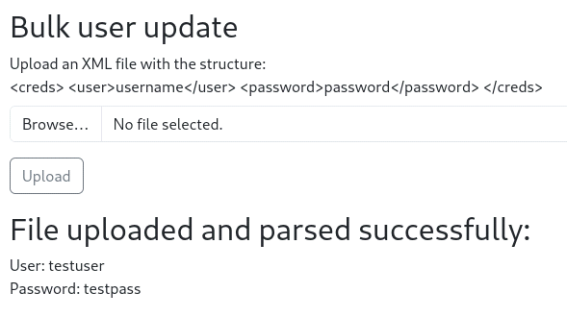 Bulk user update
Upload an XML file with the structure:
<creds> <user>username</user> <password>password</password> </creds>
Browse... No file selected.
Upload
File uploaded and parsed successfully:
User: testuser
Password: testpass